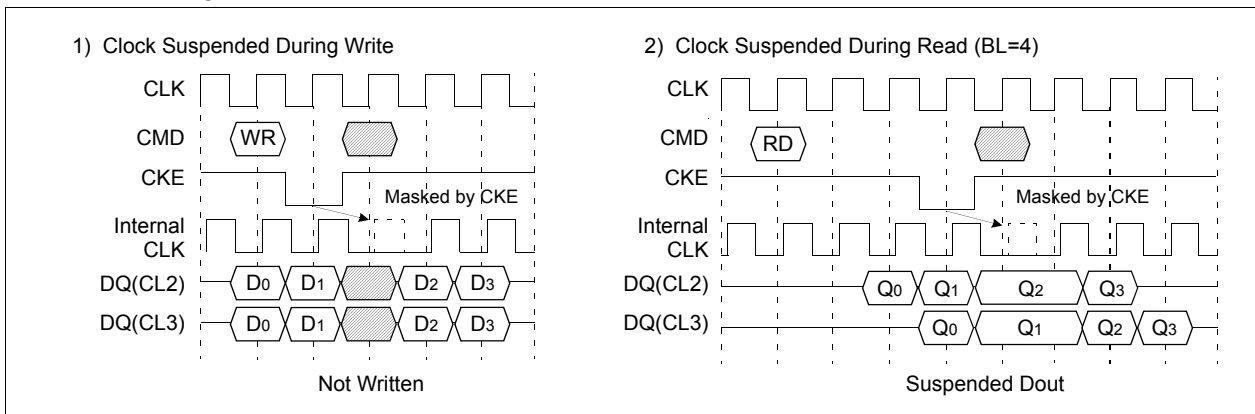 1) Clock Suspended During Write
CLK
CMD
WR
CKE
Masked by CKE
Internal
CLK
DQ(CL2)
D0 D1 D2 D3
DQ(CL3)
D0 D1 D2 D3
Not Written
2) Clock Suspended During Read (BL=4)
CLK
CMD
RD
CKE
Masked by CKE
Internal
CLK
DQ(CL2)
Q0 Q1 Q2 Q3
DQ(CL3)
Q0 Q1 Q2 Q3
Suspended Dout